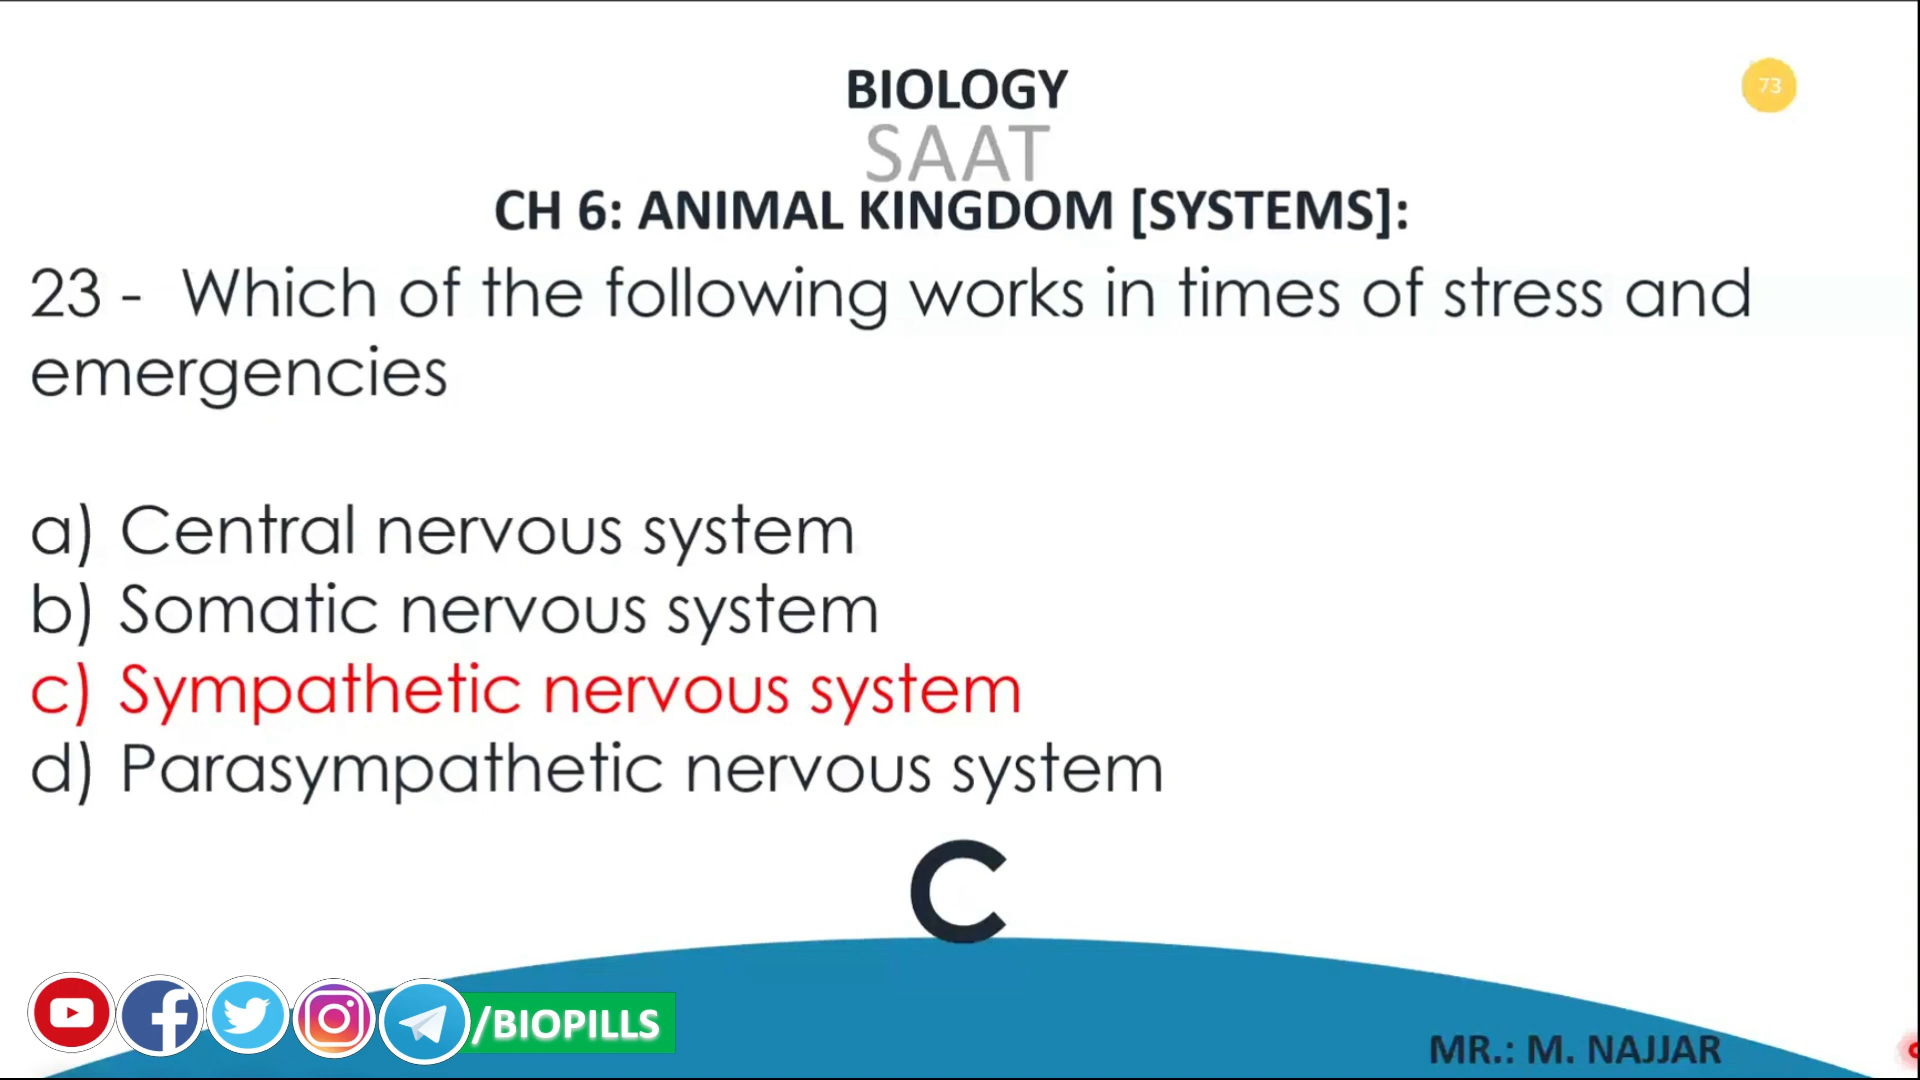 BIOLOGY
73
SAAT
CH 6: ANIMAL KINGDOM [SYSTEMS]:
23 - Which of the following works in times of stress and
emergencies
a) Central nervous system
b) Somatic nervous system
c) Sympathetic nervous system
d) Parasympathetic nervous system
C
/BIOPILLS
MR.: M. NAJJAR